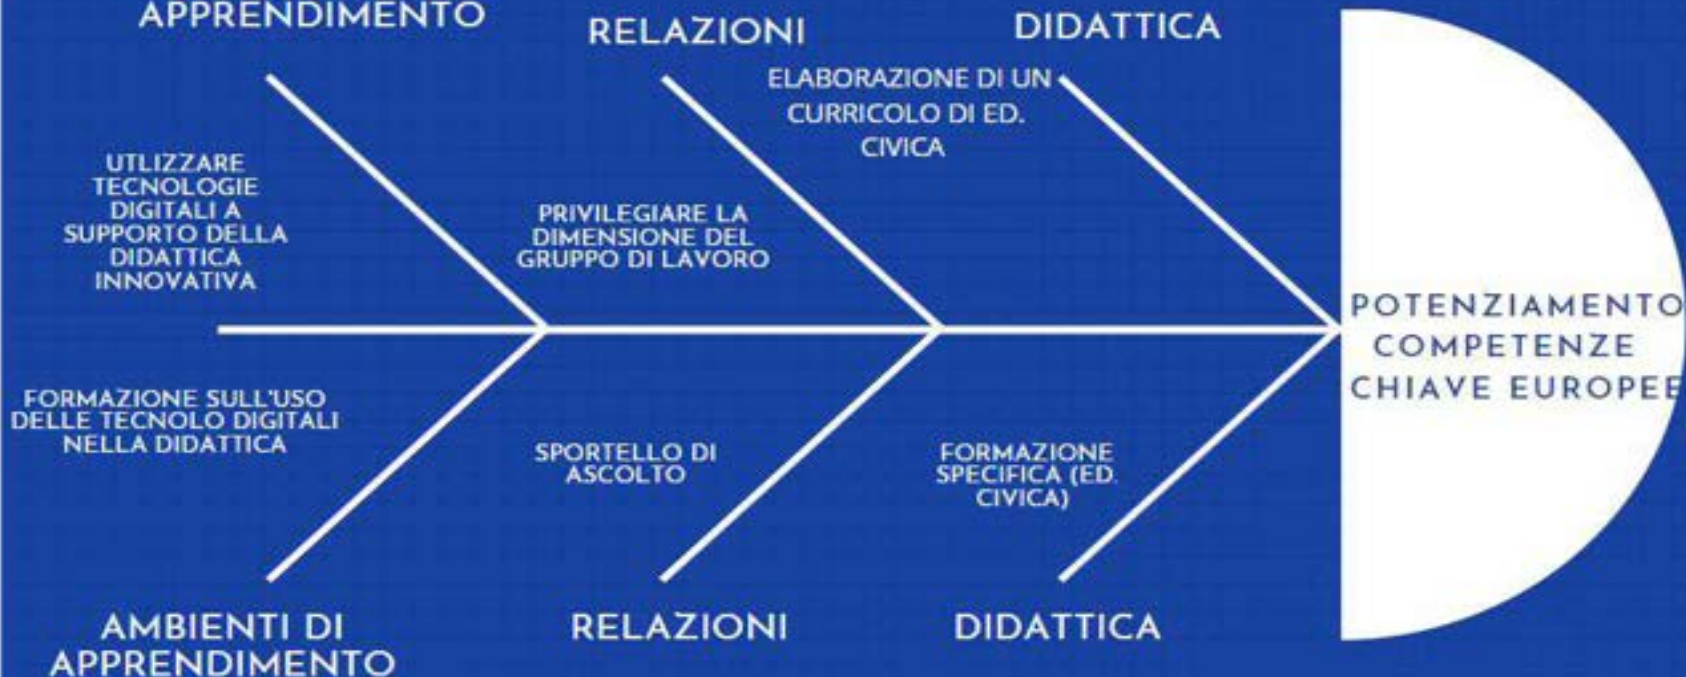 APPRENDIMENTO
RELAZIONI
DIDATTICA
UTLIZZARE
TECNOLOGIE
DIGITALI A
SUPPORTO DELLA
DIDATTICA
INNOVATIVA
PRIVILEGIARE LA
DIMENSIONE DEL
GRUPPO DI LAVORO
ELABORAZIONE DI UN
CURRICOLO DI ED.
CIVICA
POTENZIAMENTO
COMPETENZE
CHIAVE EUROPEE
FORMAZIONE SULL'USO
DELLE TECNOLO DIGITALI
NELLA DIDATTICA
SPORTELLO DI
ASCOLTO
FORMAZIONE
SPECIFICA (ED.
CIVICA)
AMBIENTI DI
APPRENDIMENTO
RELAZIONI
DIDATTICA